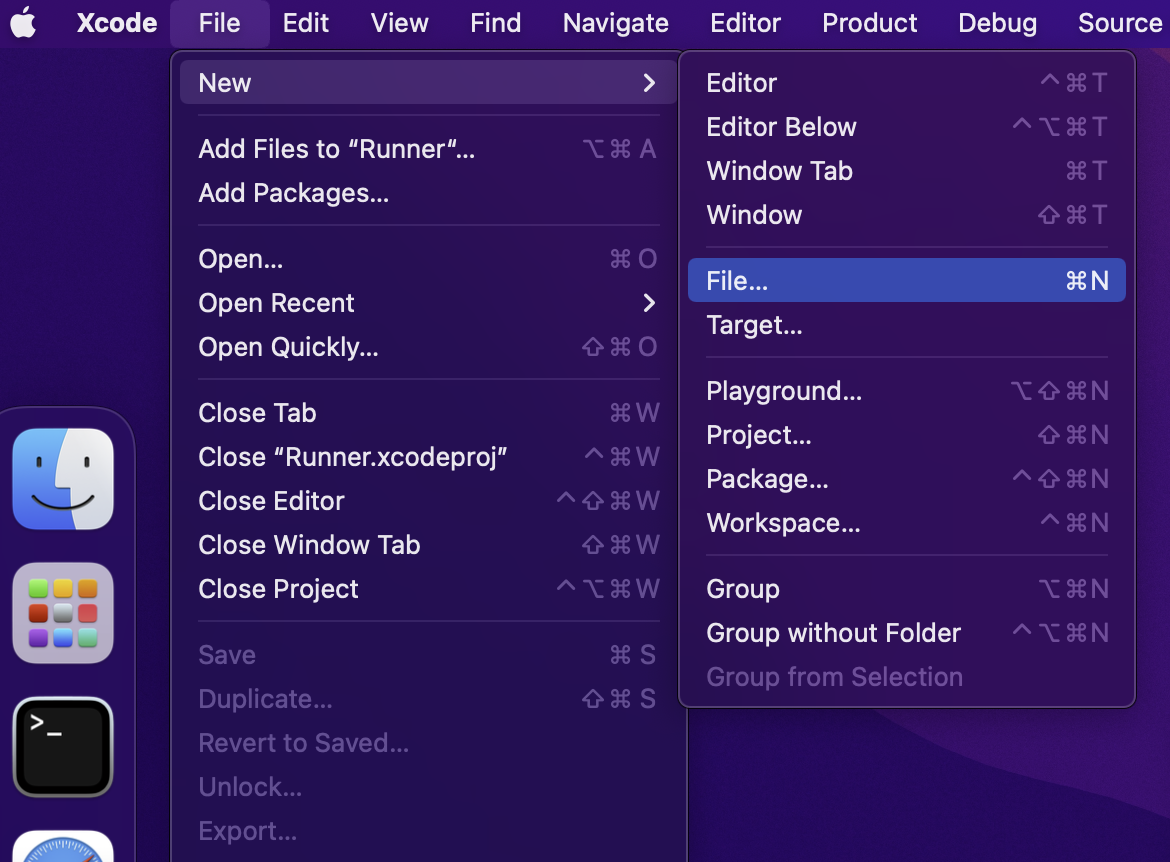 Xcode File Edit View Find Navigate Editor Product Debug Source
New
Add Files to “Runner“... ⌥⌘A
Add Packages...
Open... ⌘O
Open Recent
Open Quickly... ⇧⌘O
Close Tab ⌘W
Close “Runner.xcodeproj” ^⌘W
Close Editor ^⇧⌘W
Close Window Tab ⇧⌘W
Close Project ^⌥⌘W
Save ⌘S
Duplicate... ⇧⌘S
Revert to Saved...
Unlock...
Export...
Editor ^⌘T
Editor Below ^⌥⌘T
Window Tab ⌘T
Window ⇧⌘T
File... ⌘N
Target...
Playground... ⌥⇧⌘N
Project... ⇧⌘N
Package... ^⇧⌘N
Workspace... ^⌘N
Group ⌥⌘N
Group without Folder ^⌥⌘N
Group from Selection
>_